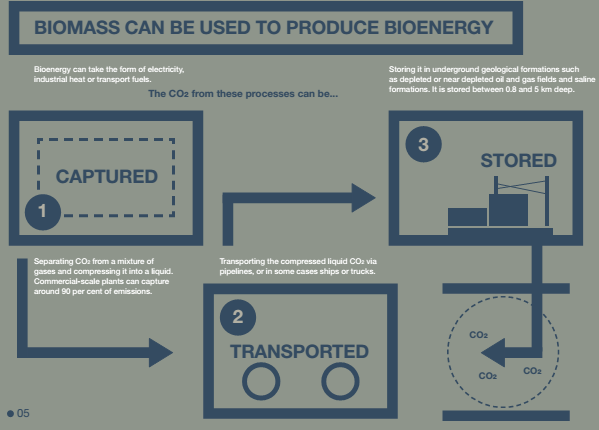 BIOMASS CAN BE USED TO PRODUCE BIOENERGY
Bioenergy can take the form of electricity,
industrial heat or transport fuels.
The CO₂ from these processes can be...
CAPTURED
1
Separating CO₂ from a mixture of
gases and compressing it into a liquid.
Commercial-scale plants can capture
around 90 per cent of emissions.
Transporting the compressed liquid CO₂ via
pipelines, or in some cases ships or trucks.
2
TRANSPORTED
Storing it in underground geological formations such
as depleted or near depleted oil and gas fields and saline
formations. It is stored between 0.8 and 5 km deep.
3
STORED
CO₂
CO₂
CO₂
05